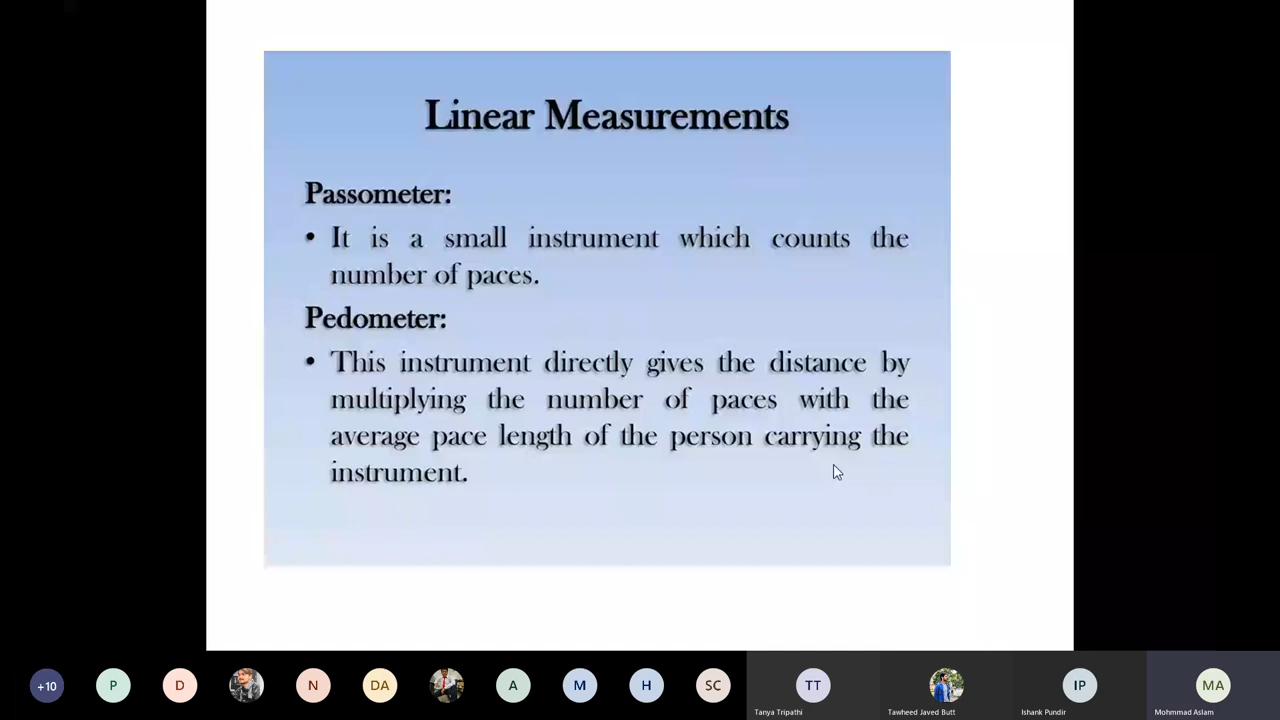 Linear Measurements
Passometer:
• It is a small instrument which counts the
number of paces.
Pedometer:
• This instrument directly gives the distance by
multiplying the number of paces with the
average pace length of the person carrying the
instrument.
+10 P D N DA A M H SC TT IP MA
Tanya Tripathi Tawheed Javed Butt Ishank Pundir Mohmmad Aslam